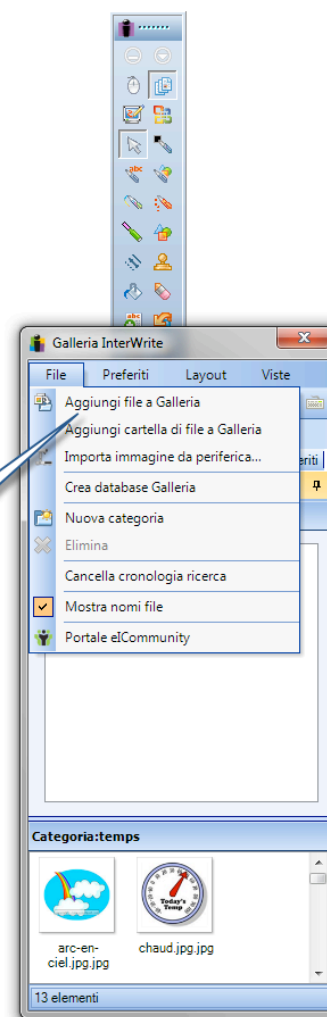 abc
abc
Galleria InterWrite
File Preferiti Layout Viste
Aggiungi file a Galleria
Aggiungi cartella di file a Galleria
Importa immagine da periferica...
eriti
Crea database Galleria
Nuova categoria
Elimina
Cancella cronologia ricerca
Mostra nomi file
Portale eICommunity
Categoria:temps
Today's
Temp
arc-en-
ciel.jpg.jpg
chaud.jpg.jpg
13 elementi